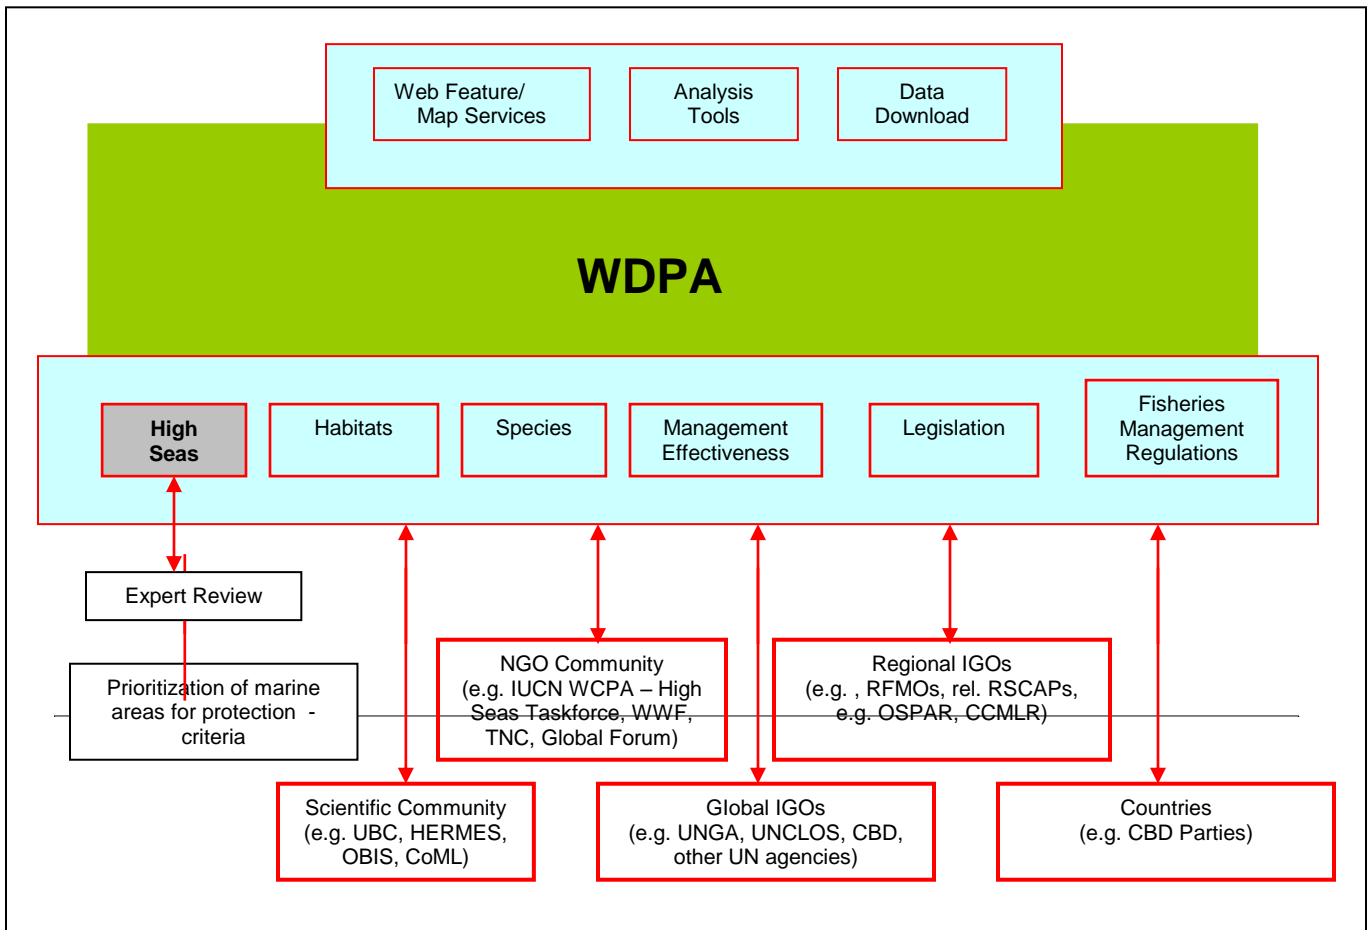 Web Feature/
Map Services
Analysis
Tools
Data
Download
WDPA
High
Seas
Habitats
Species
Management
Effectiveness
Legislation
Fisheries
Management
Regulations
Expert Review
Prioritization of marine
areas for protection -
criteria
NGO Community
(e.g. IUCN WCPA – High
Seas Taskforce, WWF,
TNC, Global Forum)
Regional IGOs
(e.g. , RFMOs, rel. RSCAPs,
e.g. OSPAR, CCMLR)
Scientific Community
(e.g. UBC, HERMES,
OBIS, CoML)
Global IGOs
(e.g. UNGA, UNCLOS, CBD,
other UN agencies)
Countries
(e.g. CBD Parties)